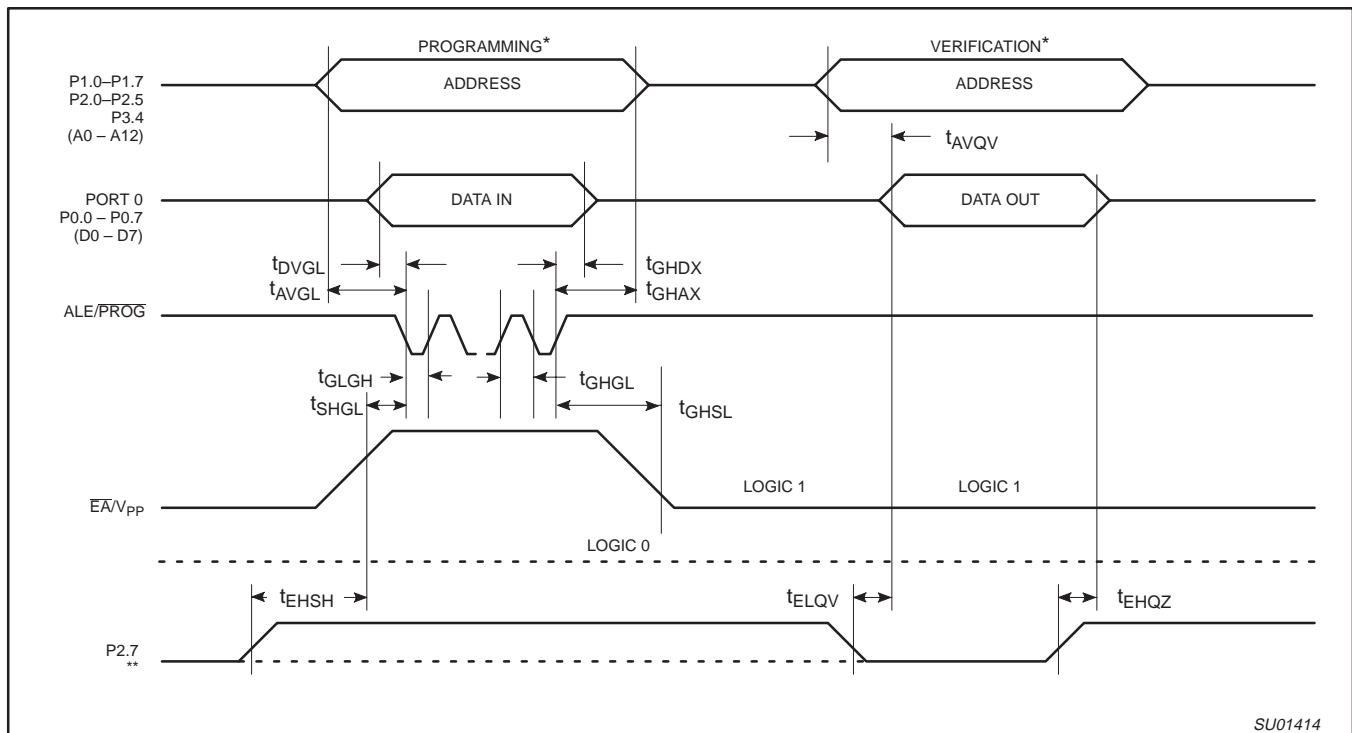 PROGRAMMING*
VERIFICATION*
P1.0–P1.7
P2.0–P2.5
P3.4
(A0 – A12)
ADDRESS
ADDRESS
tAVQV
PORT 0
P0.0 – P0.7
(D0 – D7)
DATA IN
DATA OUT
tDVGL
tGHDX
tAVGL
tGHAX
ALE/PROG
tGLGH
tGHGL
tSHGL
tGHSL
EA/VPP
LOGIC 1
LOGIC 1
LOGIC 0
tEHSH
tELQV
tEHQZ
P2.7
**
SU01414